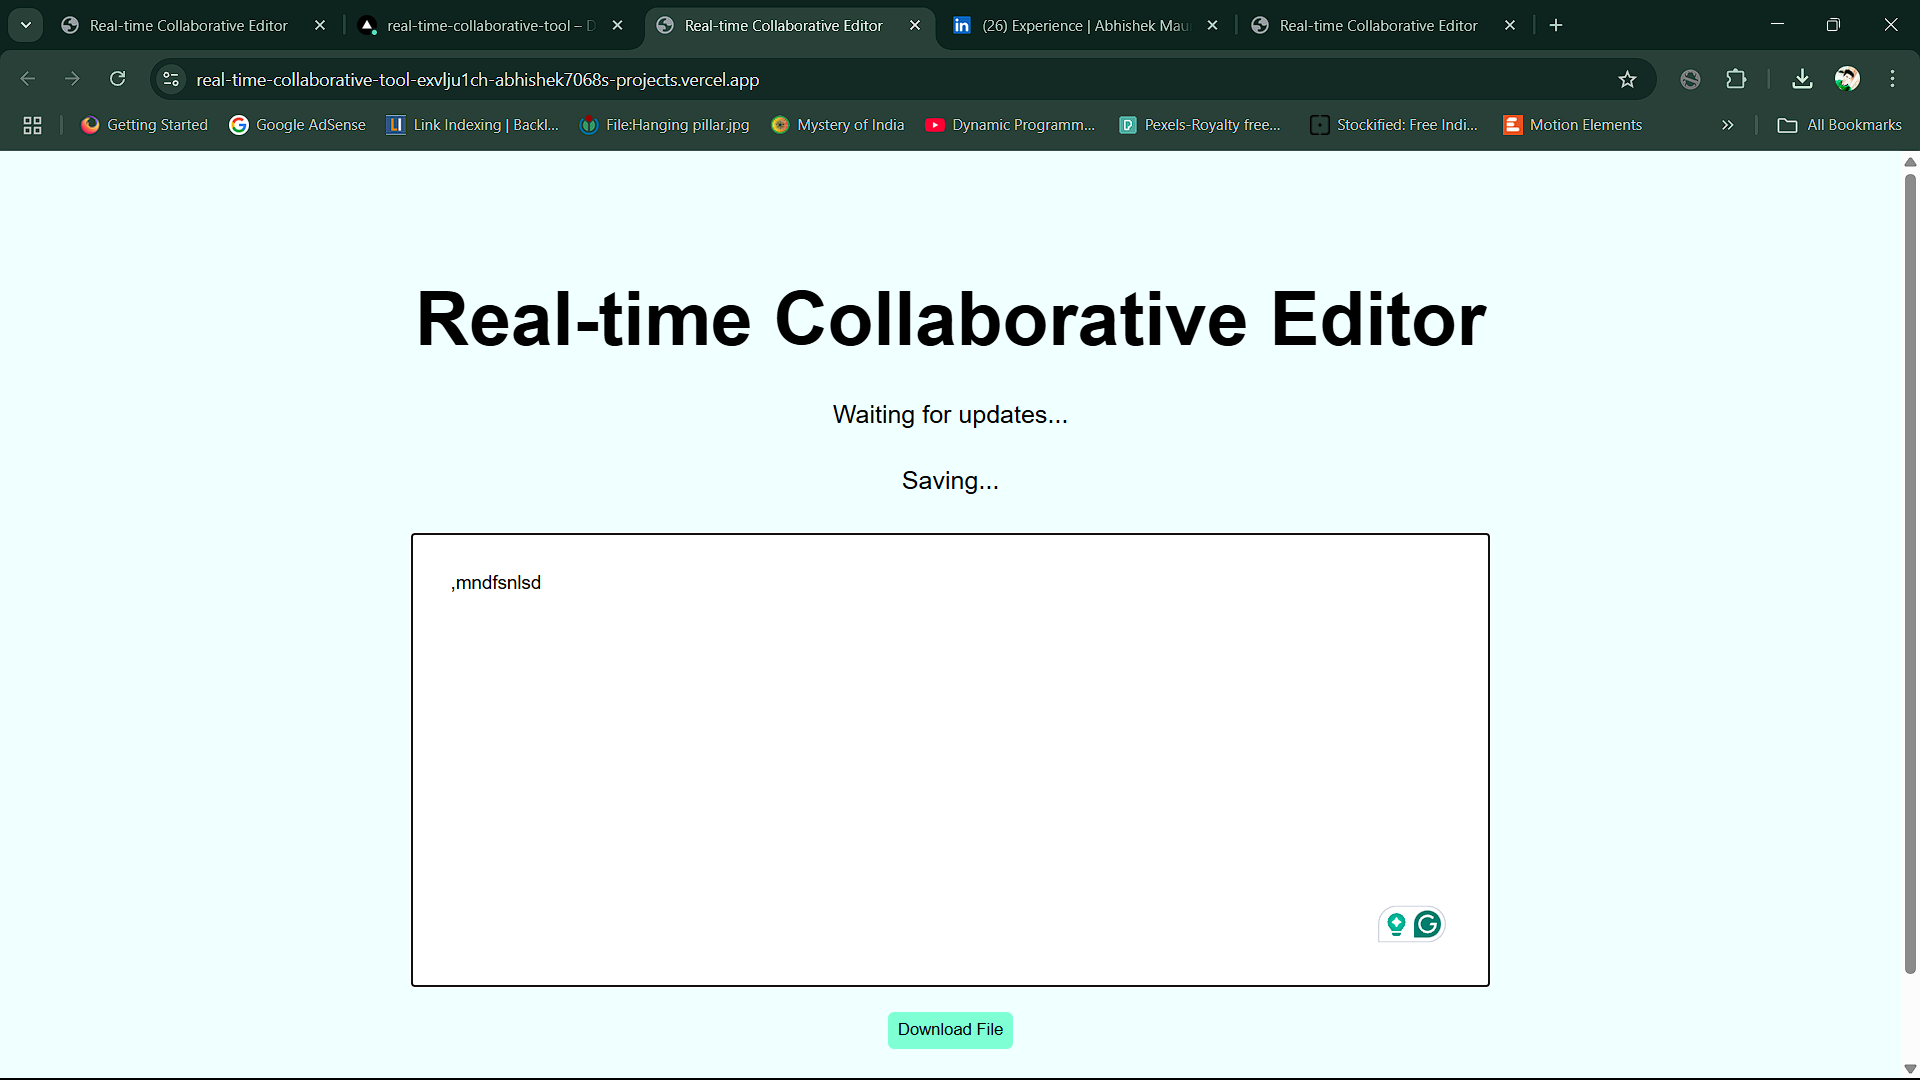 Real-time Collaborative Editor
real-time-collaborative-tool – D
Real-time Collaborative Editor
(26) Experience | Abhishek Mau
Real-time Collaborative Editor
real-time-collaborative-tool-exvlju1ch-abhishek7068s-projects.vercel.app
Getting Started
Google AdSense
Link Indexing | Backl...
File:Hanging pillar.jpg
Mystery of India
Dynamic Programm...
Pexels-Royalty free...
Stockified: Free Indi...
Motion Elements
All Bookmarks
Real-time Collaborative Editor
Waiting for updates...
Saving...
,mndfsnlsd
Download File